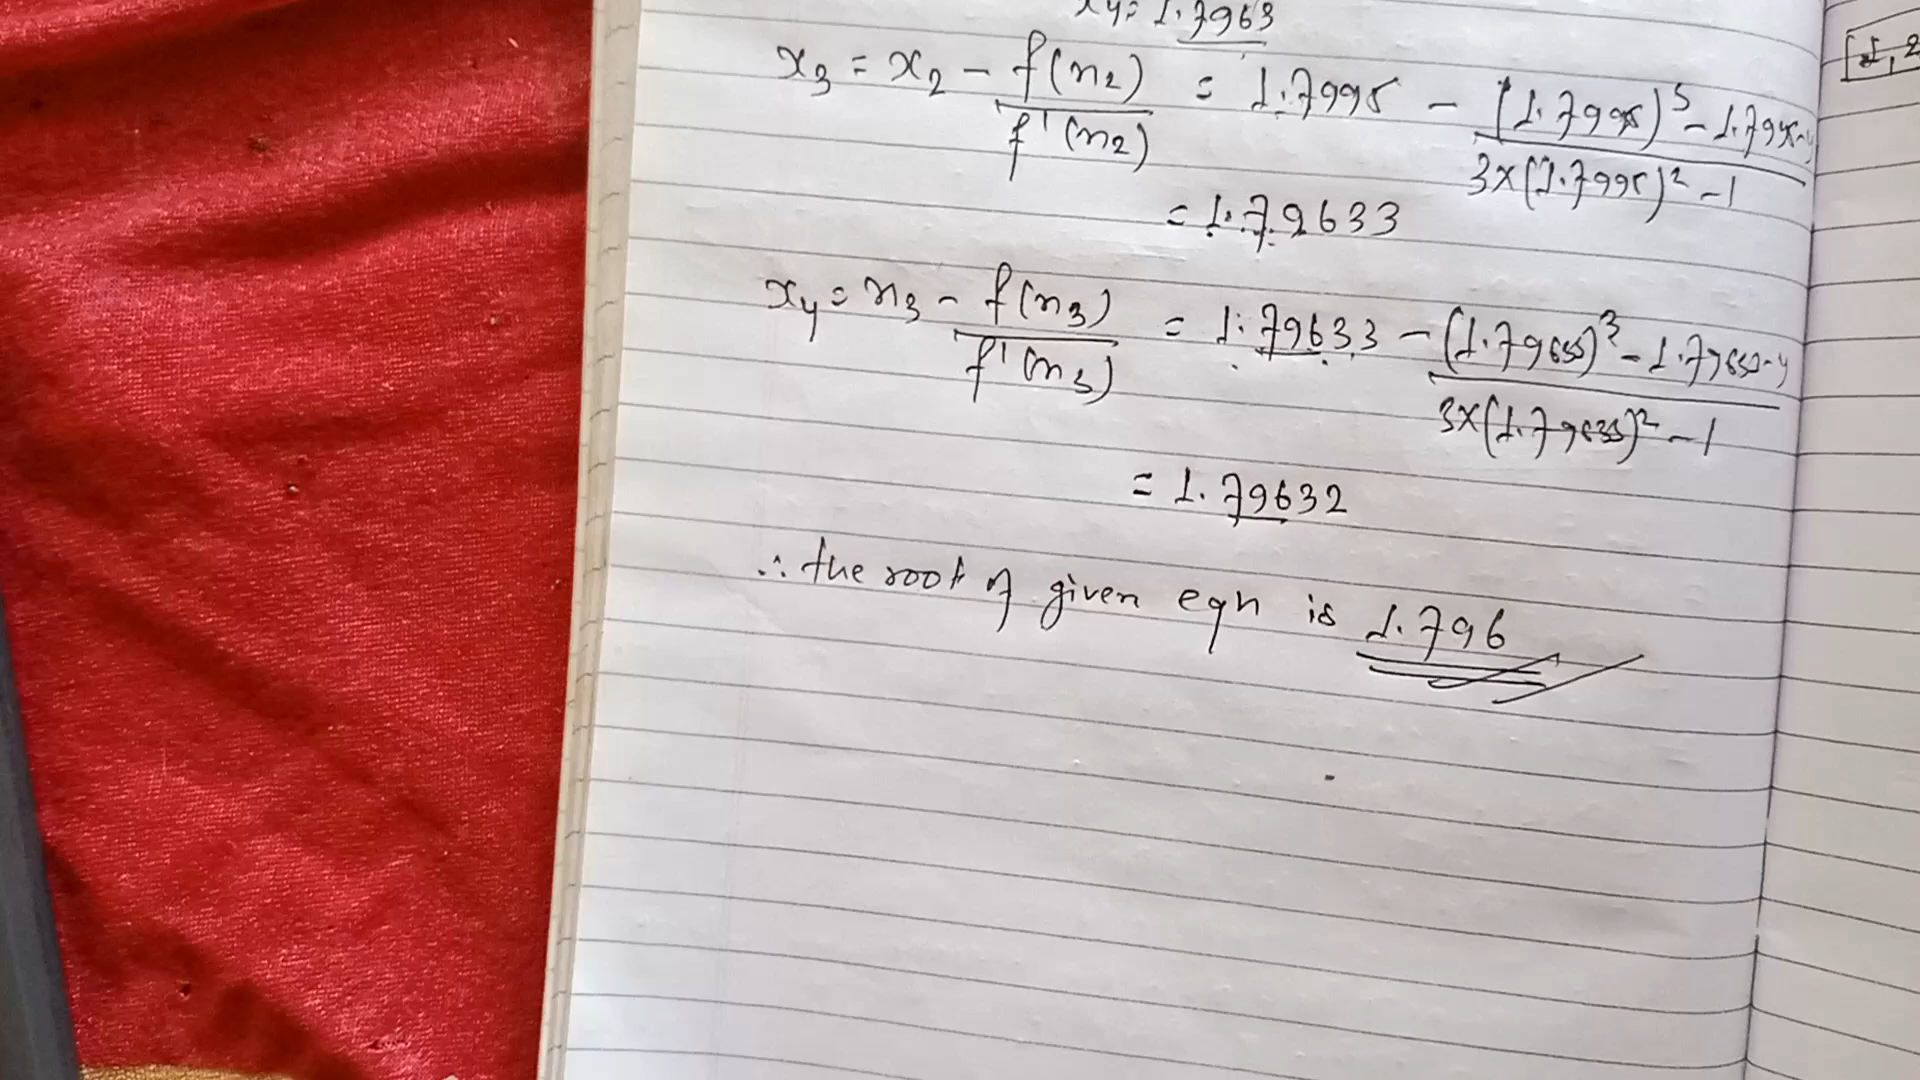 x4 = 1.7963
[1, 2
x3 = x2 - f(x2) / f'(x2) = 1.7995 - (1.7995)^3 - 1.7995 - 4 / 3×(1.7995)^2 - 1
= 1.79633
x4 = x3 - f(x3) / f'(x3) = 1.79633 - (1.79633)^3 - 1.79633 - 4 / 3×(1.79633)^2 - 1
= 1.79632
∴ the root of given eqn is 1.796